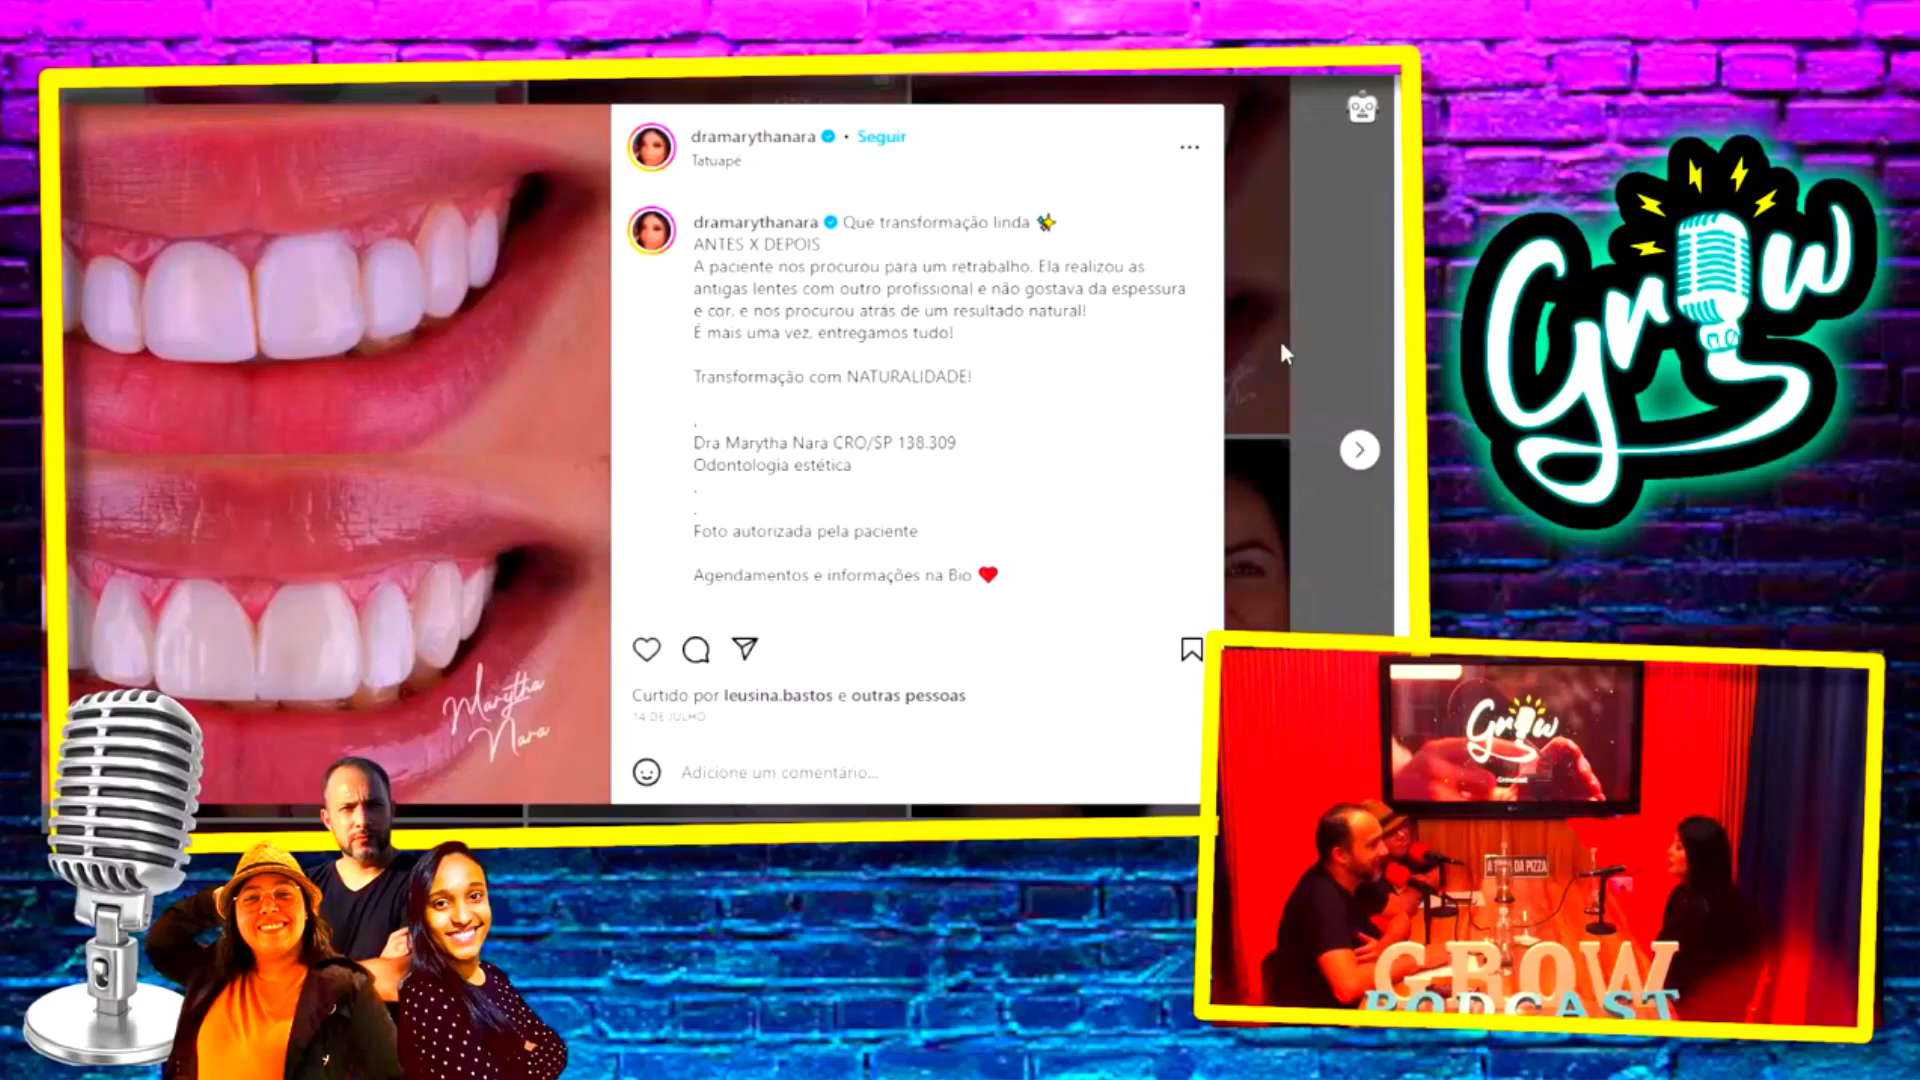 dramarythanara • Seguir
Tatuapé
dramarythanara Que transformação linda
ANTES X DEPOIS
A paciente nos procurou para um retrabalho. Ela realizou as
antigas lentes com outro profissional e não gostava da espessura
e cor, e nos procurou atrás de um resultado natural!
É mais uma vez, entregamos tudo!
Transformação com NATURALIDADE!
.
Dra Marytha Nara CRO/SP 138.309
Odontologia estética
.
.
Foto autorizada pela paciente
Agendamentos e informações na Bio
Curtido por leusina.bastos e outras pessoas
14 DE JULHO
Adicione um comentário...
Marytha
Nara
Grow
Grow
Growcast
DA PIZZA
GROW
PODCAST